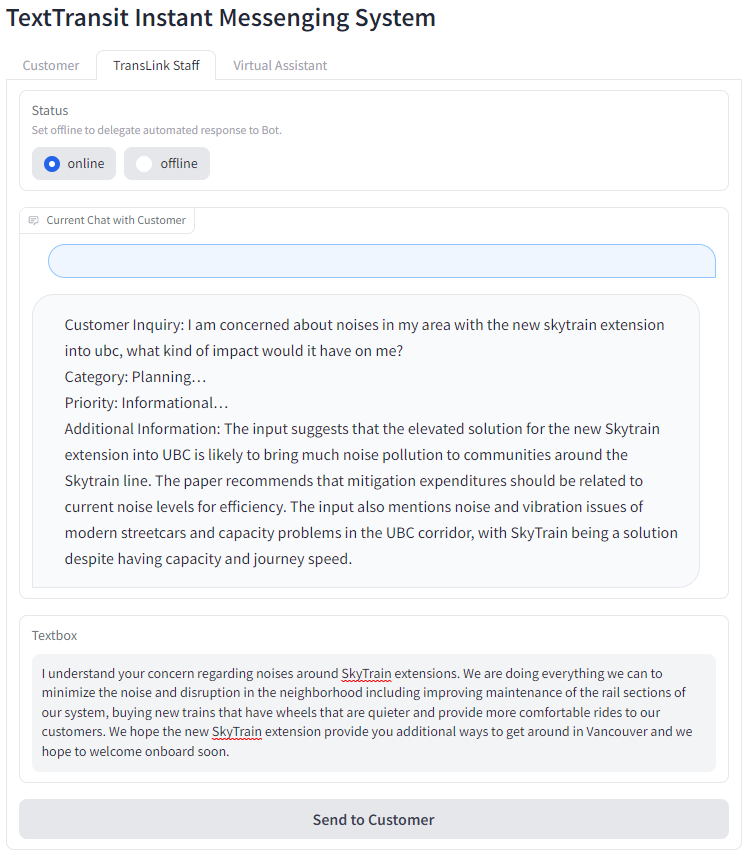 TextTransit Instant Messenging System
Customer
TransLink Staff
Virtual Assistant
Status
Set offline to delegate automated response to Bot.
online
offline
Current Chat with Customer
Customer Inquiry: I am concerned about noises in my area with the new skytrain extension
into ubc, what kind of impact would it have on me?
Category: Planning…
Priority: Informational…
Additional Information: The input suggests that the elevated solution for the new Skytrain
extension into UBC is likely to bring much noise pollution to communities around the
Skytrain line. The paper recommends that mitigation expenditures should be related to
current noise levels for efficiency. The input also mentions noise and vibration issues of
modern streetcars and capacity problems in the UBC corridor, with SkyTrain being a solution
despite having capacity and journey speed.
Textbox
I understand your concern regarding noises around SkyTrain extensions. We are doing everything we can to
minimize the noise and disruption in the neighborhood including improving maintenance of the rail sections of
our system, buying new trains that have wheels that are quieter and provide more comfortable rides to our
customers. We hope the new SkyTrain extension provide you additional ways to get around in Vancouver and we
hope to welcome onboard soon.
Send to Customer